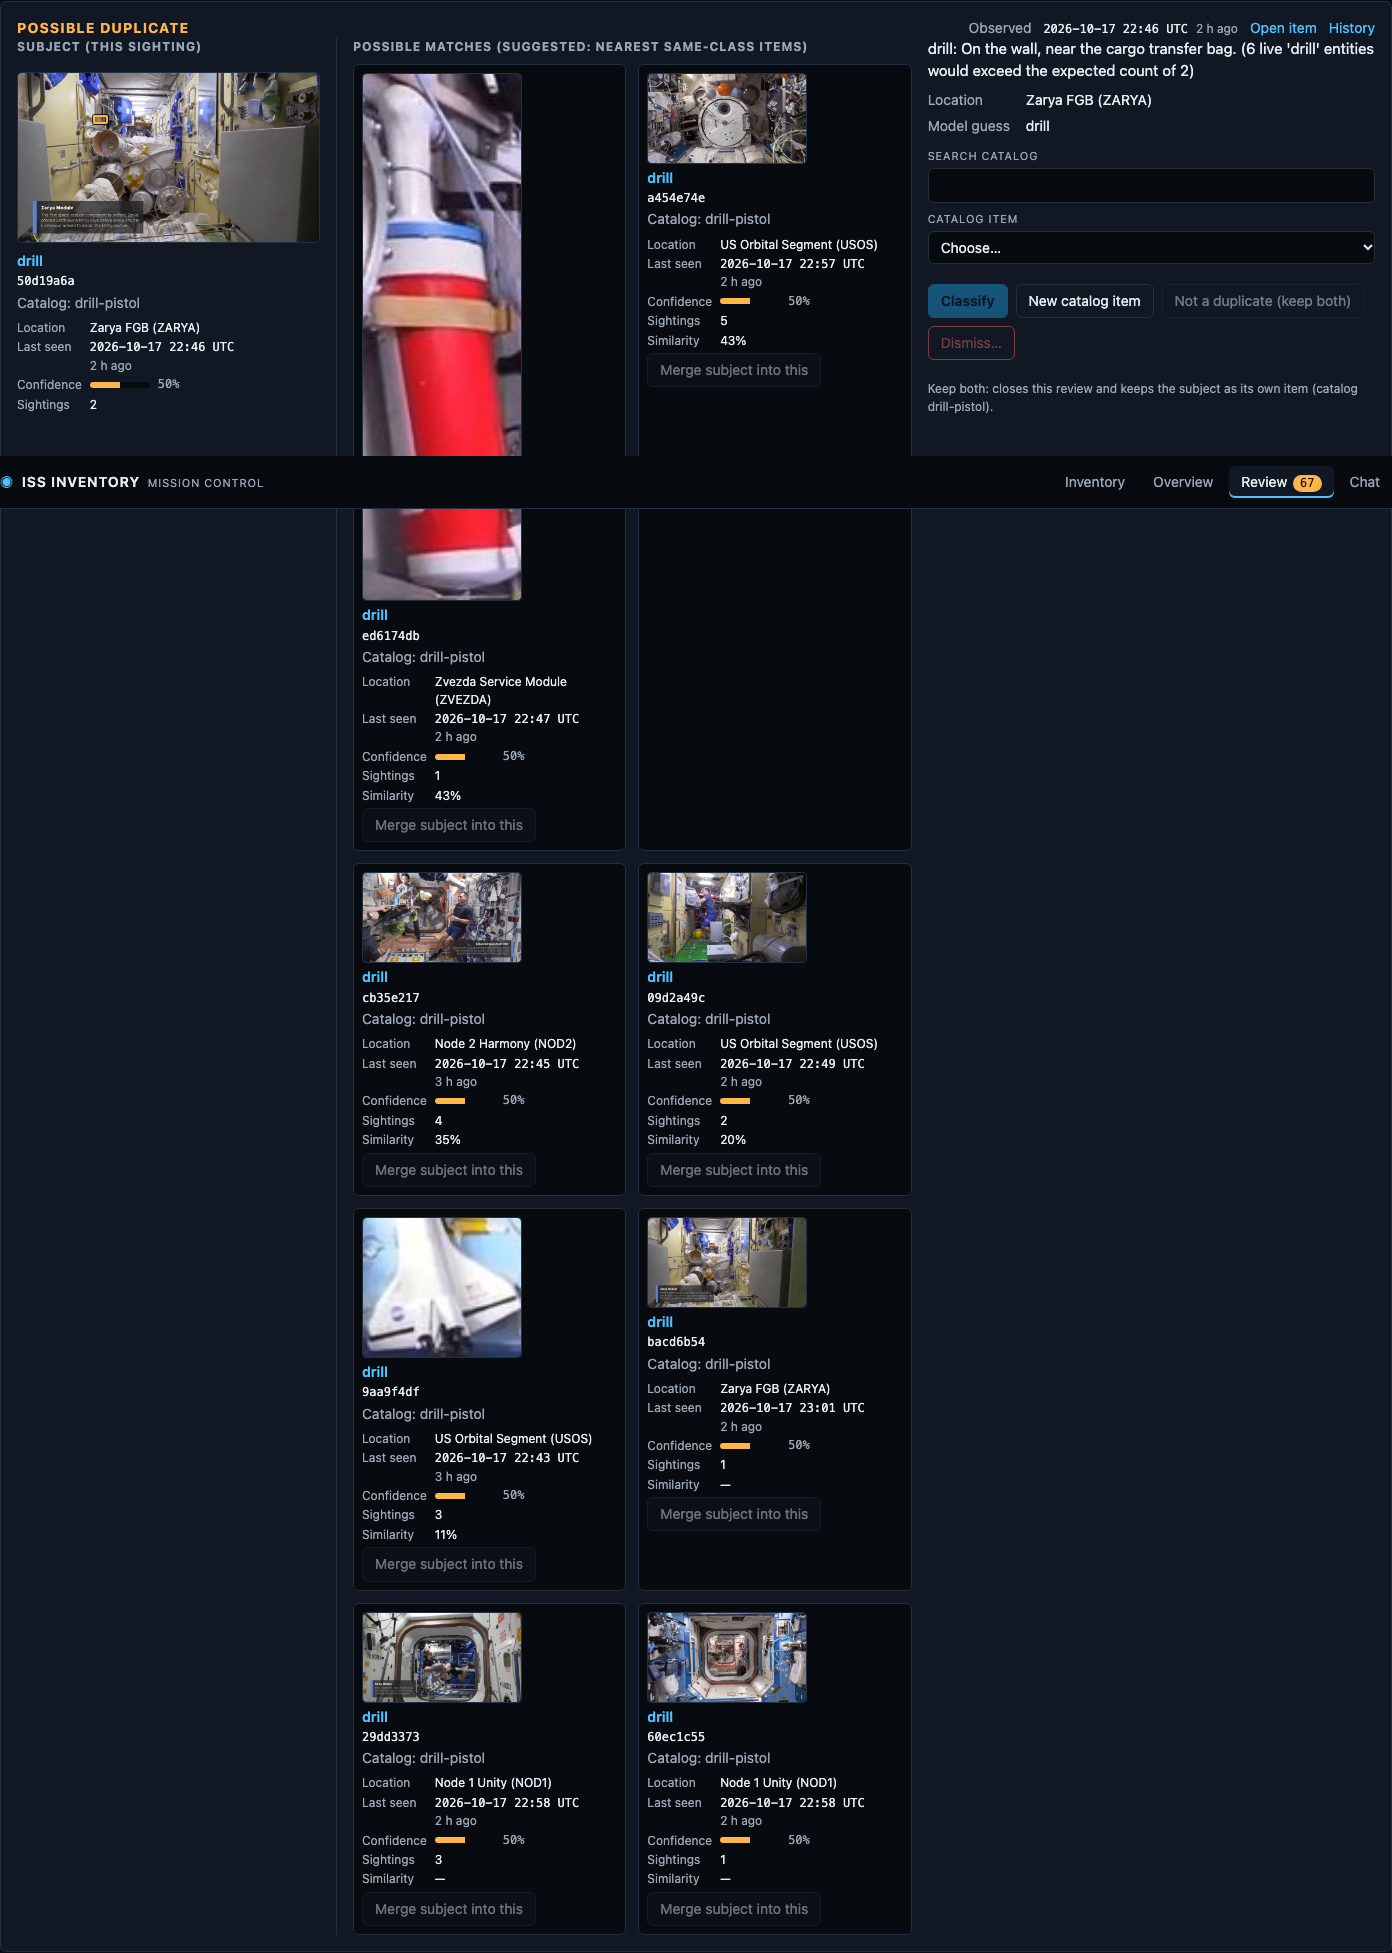 POSSIBLE DUPLICATE
SUBJECT (THIS SIGHTING)
Zarya Module
drill
50d19a6a
Catalog: drill-pistol
Location Zarya FGB (ZARYA)
Last seen 2026-10-17 22:46 UTC
2 h ago
Confidence 50%
Sightings 2
POSSIBLE MATCHES (SUGGESTED: NEAREST SAME-CLASS ITEMS)
drill
a454e74e
Catalog: drill-pistol
Location US Orbital Segment (USOS)
Last seen 2026-10-17 22:57 UTC
2 h ago
Confidence 50%
Sightings 5
Similarity 43%
Merge subject into this
Observed 2026-10-17 22:46 UTC 2 h ago Open item History
drill: On the wall, near the cargo transfer bag. (6 live 'drill' entities
would exceed the expected count of 2)
Location Zarya FGB (ZARYA)
Model guess drill
SEARCH CATALOG
CATALOG ITEM
Choose...
Classify New catalog item Not a duplicate (keep both)
Dismiss...
Keep both: closes this review and keeps the subject as its own item (catalog
drill-pistol).
ISS INVENTORY MISSION CONTROL Inventory Overview Review 67 Chat
drill
ed6174db
Catalog: drill-pistol
Location Zvezda Service Module
(ZVEZDA)
Last seen 2026-10-17 22:47 UTC
2 h ago
Confidence 50%
Sightings 1
Similarity 43%
Merge subject into this
drill
cb35e217
Catalog: drill-pistol
Location Node 2 Harmony (NOD2)
Last seen 2026-10-17 22:45 UTC
3 h ago
Confidence 50%
Sightings 4
Similarity 35%
Merge subject into this
drill
09d2a49c
Catalog: drill-pistol
Location US Orbital Segment (USOS)
Last seen 2026-10-17 22:49 UTC
2 h ago
Confidence 50%
Sightings 2
Similarity 20%
Merge subject into this
drill
9aa9f4df
Catalog: drill-pistol
Location US Orbital Segment (USOS)
Last seen 2026-10-17 22:43 UTC
3 h ago
Confidence 50%
Sightings 3
Similarity 11%
Merge subject into this
drill
bacd6b54
Catalog: drill-pistol
Location Zarya FGB (ZARYA)
Last seen 2026-10-17 23:01 UTC
2 h ago
Confidence 50%
Sightings 1
Similarity —
Merge subject into this
drill
29dd3373
Catalog: drill-pistol
Location Node 1 Unity (NOD1)
Last seen 2026-10-17 22:58 UTC
2 h ago
Confidence 50%
Sightings 3
Similarity —
Merge subject into this
drill
60ec1c55
Catalog: drill-pistol
Location Node 1 Unity (NOD1)
Last seen 2026-10-17 22:58 UTC
2 h ago
Confidence 50%
Sightings 1
Similarity —
Merge subject into this